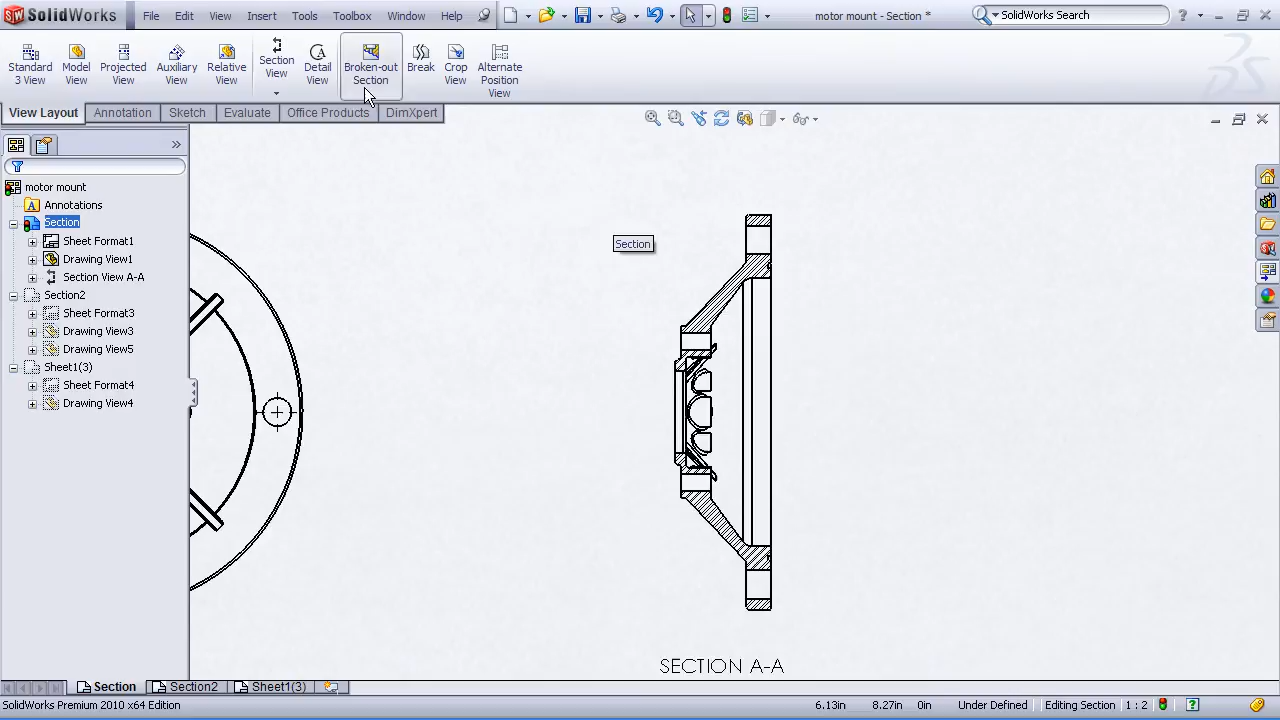 SolidWorks
File Edit View Insert Tools Toolbox Window Help
motor mount - Section *
SolidWorks Search
?
Standard
3 View
Model
View
Projected
View
Auxiliary
View
Relative
View
Section
View
Detail
View
Broken-out
Section
Break
Crop
View
Alternate
Position
View
View Layout Annotation Sketch Evaluate Office Products DimXpert
motor mount
Annotations
Section
Sheet Format1
Drawing View1
Section View A-A
Section2
Sheet Format3
Drawing View3
Drawing View5
Sheet1(3)
Sheet Format4
Drawing View4
Section
SECTION A-A
Section Section2 Sheet1(3)
SolidWorks Premium 2010 x64 Edition
6.13in 8.27in 0in Under Defined Editing Section 1 : 2 ?